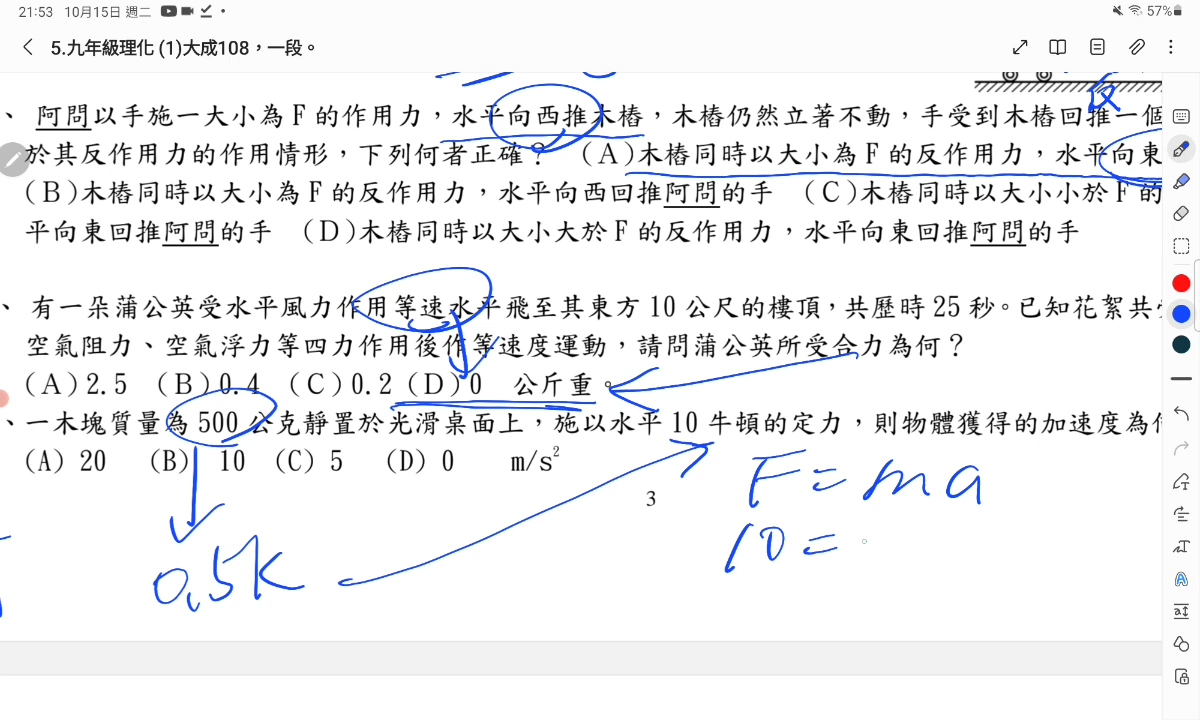 21:53 10月15日 週二 57%
5.九年級理化 (1)大成108,一段。
反
、 阿問以手施一大小為 F 的作用力,水平向西推木樁,木樁仍然立著不動,手受到木樁回推一個
於其反作用力的作用情形,下列何者正確? (A)木樁同時以大小為 F 的反作用力,水平向東
(B)木樁同時以大小為 F 的反作用力,水平向西回推阿問的手 (C)木樁同時以大小小於 F 的
平向東回推阿問的手 (D)木樁同時以大小大於 F 的反作用力,水平向東回推阿問的手
、 有一朵蒲公英受水平風力作用等速水平飛至其東方 10 公尺的樓頂,共歷時 25 秒。已知花絮共
空氣阻力、空氣浮力等四力作用後作等速度運動,請問蒲公英所受合力為何?
(A)2.5 (B)0.4 (C)0.2 (D)0 公斤重。
、一木塊質量為 500 公克靜置於光滑桌面上,施以水平 10 牛頓的定力,則物體獲得的加速度為
(A) 20 (B) 10 (C) 5 (D) 0 m/s²
3
F=ma
10=
0.5K